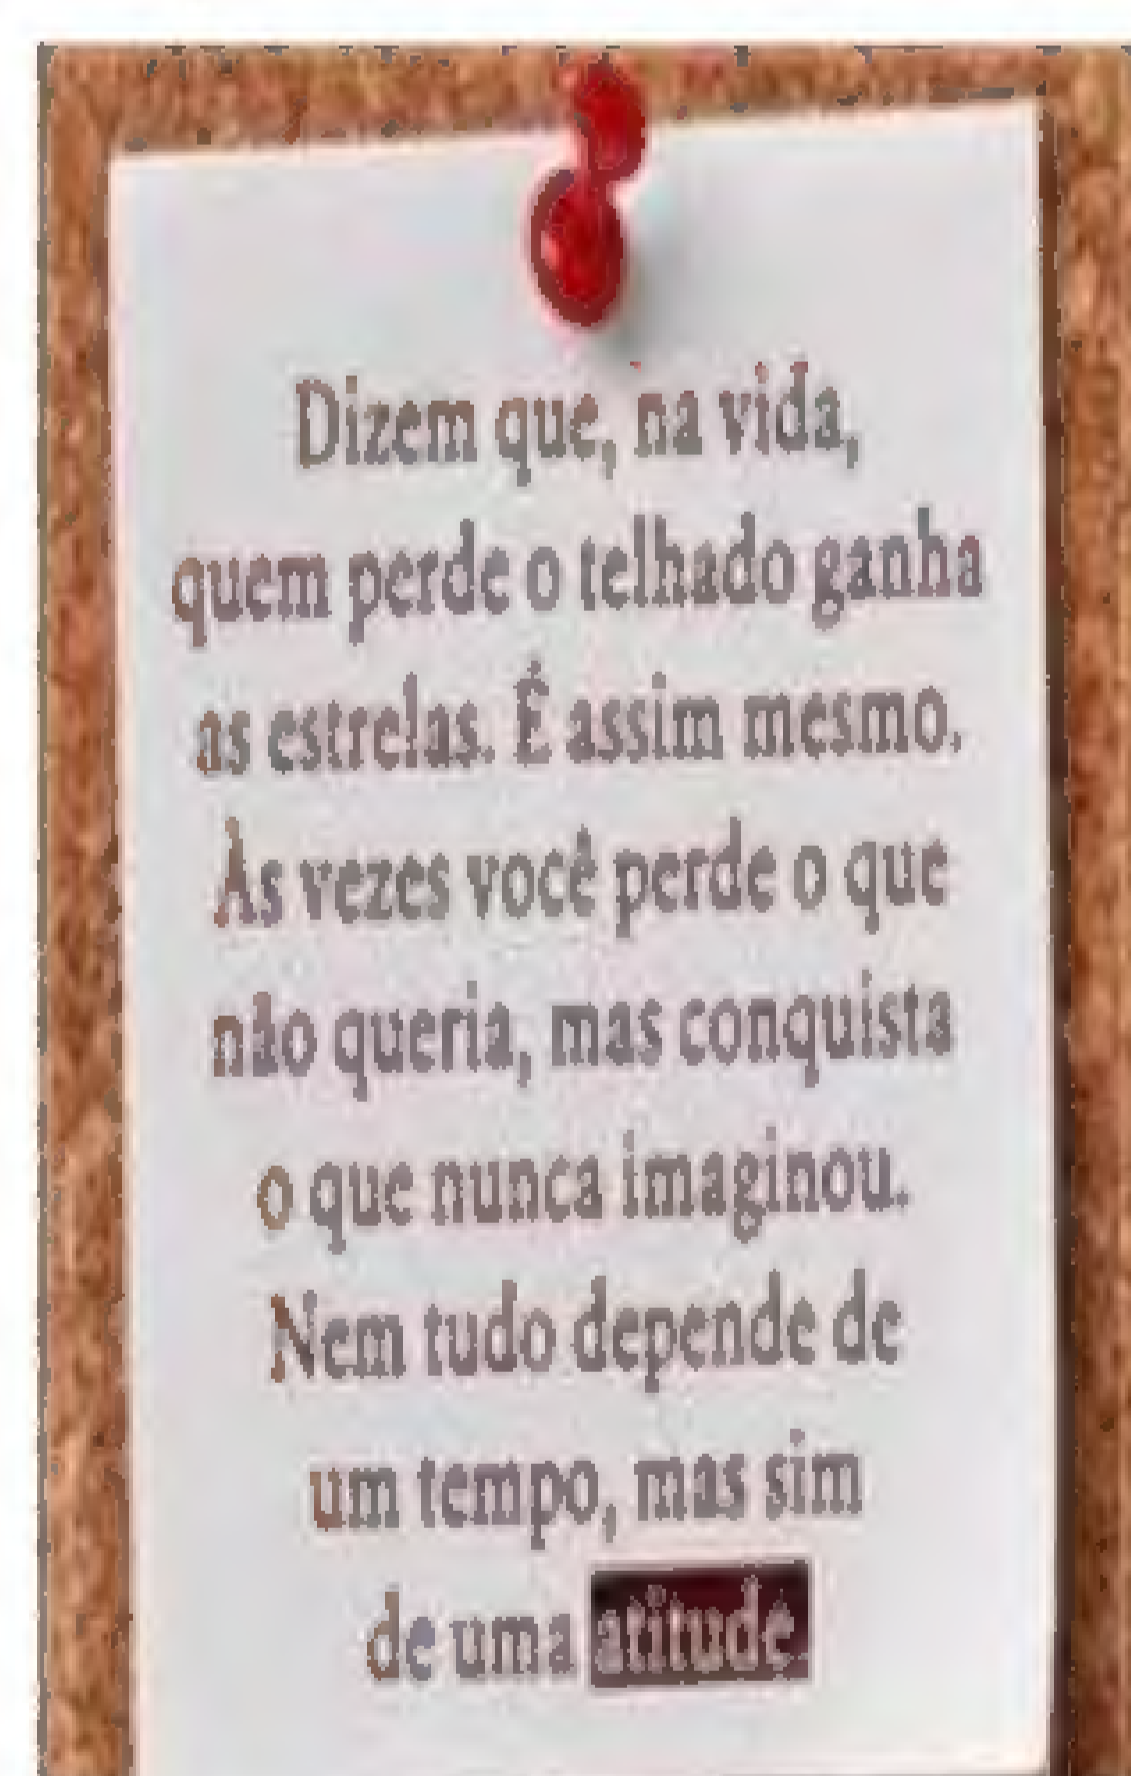 Dizem que, na vida,
quem perde o telhado ganha
as estrelas. É assim mesmo.
Às vezes você perde o que
não queria, mas conquista
o que nunca imaginou.
Nem tudo depende de
um tempo, mas sim
de uma atitude.